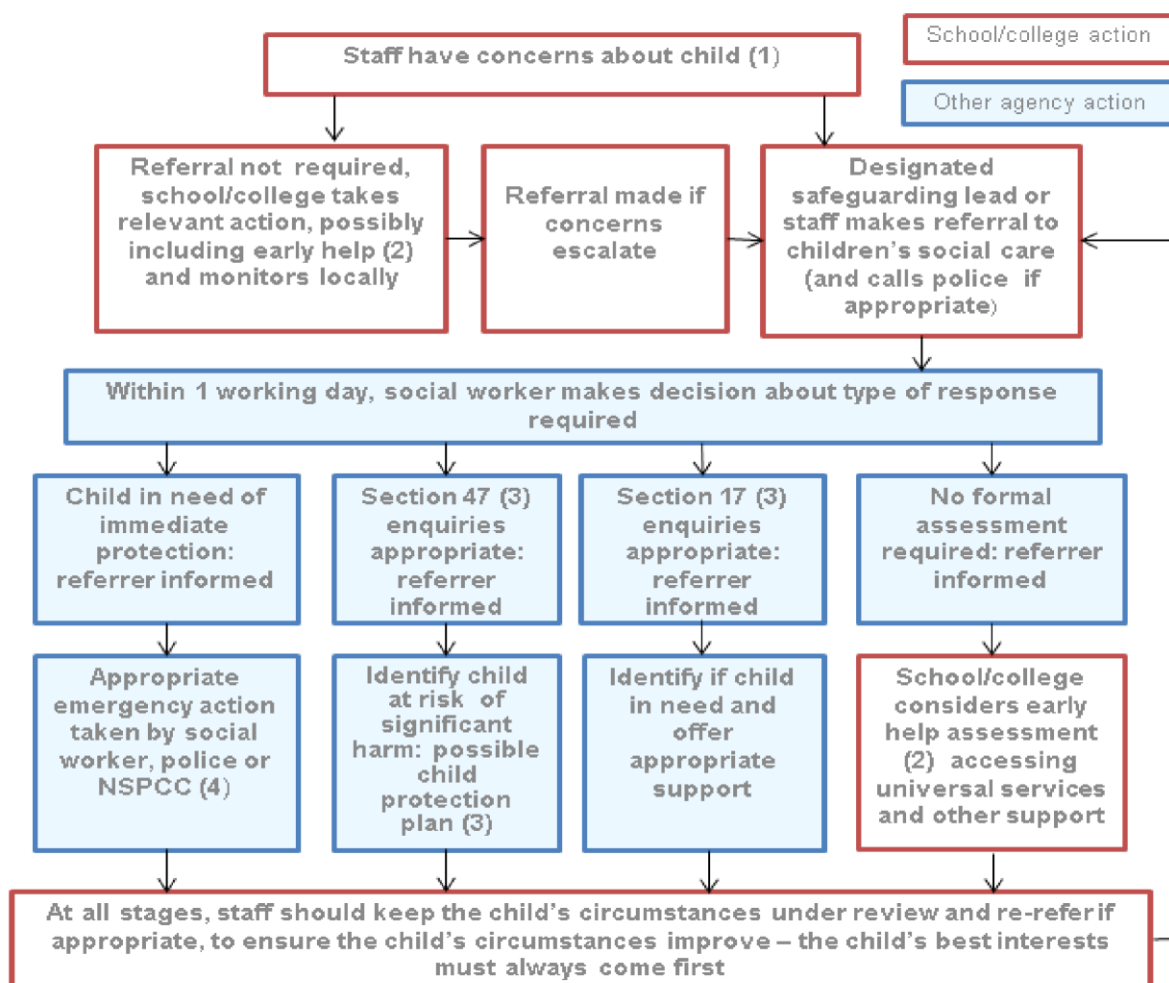 School/college action
Staff have concerns about child (1)
Other agency action
Referral not required,
school/college takes
relevant action, possibly
including early help (2)
and monitors locally
Referral made if
concerns
escalate
Designated
safeguarding lead or
staff makes referral to
children's social care
(and calls police if
appropriate)
Within 1 working day, social worker makes decision about type of response
required
Child in need of
immediate
protection:
referrer informed
Section 47 (3)
enquiries
appropriate:
referrer
informed
Section 17 (3)
enquiries
appropriate:
referrer
informed
No formal
assessment
required: referrer
informed
Appropriate
emergency action
taken by social
worker, police or
NSPCC (4)
Identify child
at risk of
significant
harm: possible
child
protection
plan (3)
Identify if child
in need and
offer
appropriate
support
School/college
considers early
help assessment
(2) accessing
universal services
and other support
At all stages, staff should keep the child's circumstances under review and re-refer if
appropriate, to ensure the child's circumstances improve – the child's best interests
must always come first